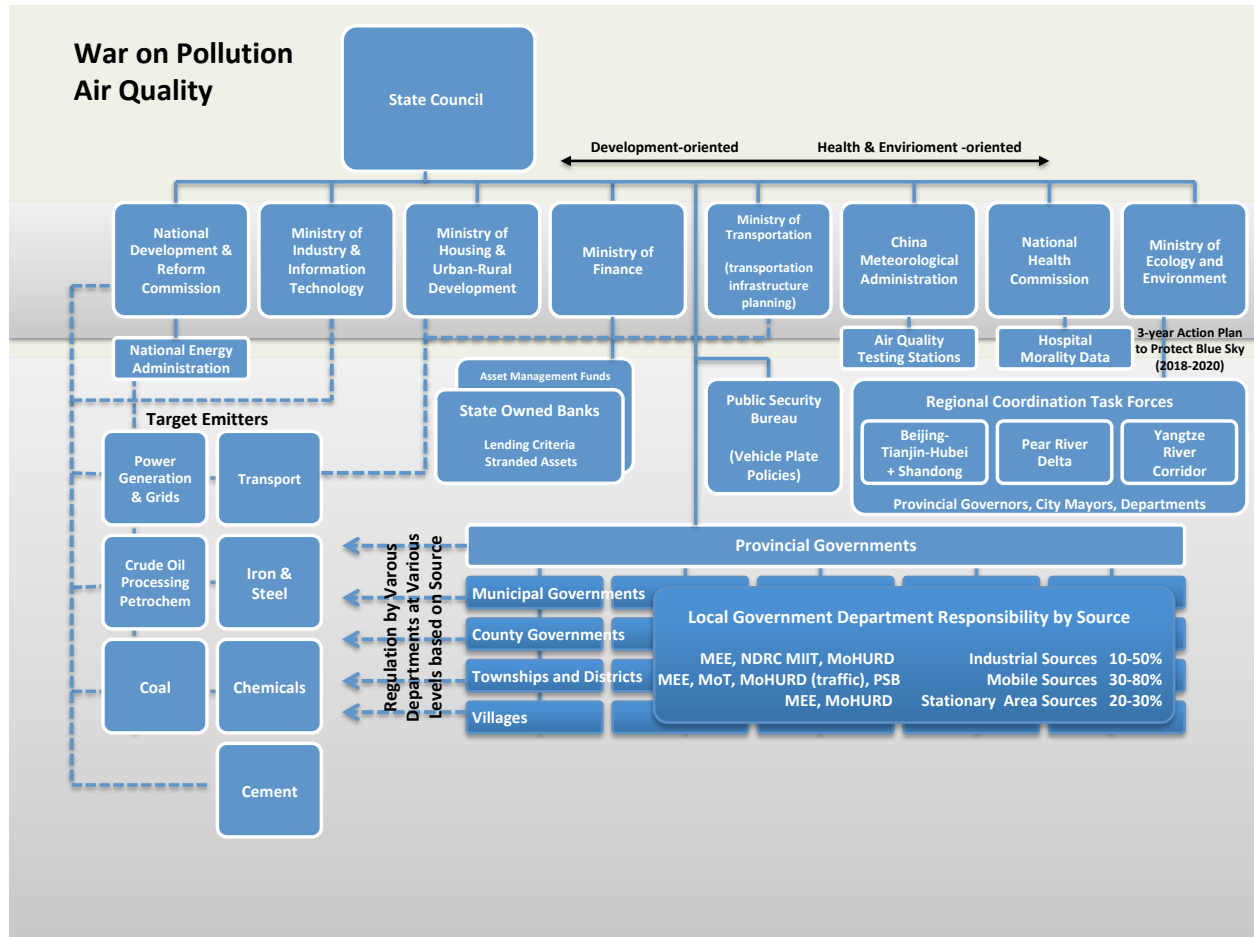 War on Pollution
Air Quality
State Council
Development-oriented
Health & Envirioment -oriented
National
Development &
Reform
Commission
Ministry of
Industry &
Information
Technology
Ministry of
Housing &
Urban-Rural
Development
Ministry of
Finance
Ministry of
Transportation
(transportation
infrastructure
planning)
China
Meteorological
Administration
National
Health
Commission
Ministry of
Ecology and
Environment
National Energy
Administration
Air Quality
Testing Stations
Hospital
Morality Data
3-year Action Plan
to Protect Blue Sky
(2018-2020)
Asset Management Funds
State Owned Banks
Lending Criteria
Stranded Assets
Public Security
Bureau
(Vehicle Plate
Policies)
Regional Coordination Task Forces
Beijing-
Tianjin-Hubei
+ Shandong
Pear River
Delta
Yangtze
River
Corridor
Provincial Governors, City Mayors, Departments
Target Emitters
Power
Generation
& Grids
Transport
Crude Oil
Processing
Petrochem
Iron &
Steel
Coal
Chemicals
Cement
Regulation by Varous
Departments at Various
Levels based on Source
Provincial Governments
Municipal Governments
County Governments
Townships and Districts
Villages
Local Government Department Responsibility by Source
MEE, NDRC MIIT, MoHURD Industrial Sources 10-50%
MEE, MoT, MoHURD (traffic), PSB Mobile Sources 30-80%
MEE, MoHURD Stationary Area Sources 20-30%